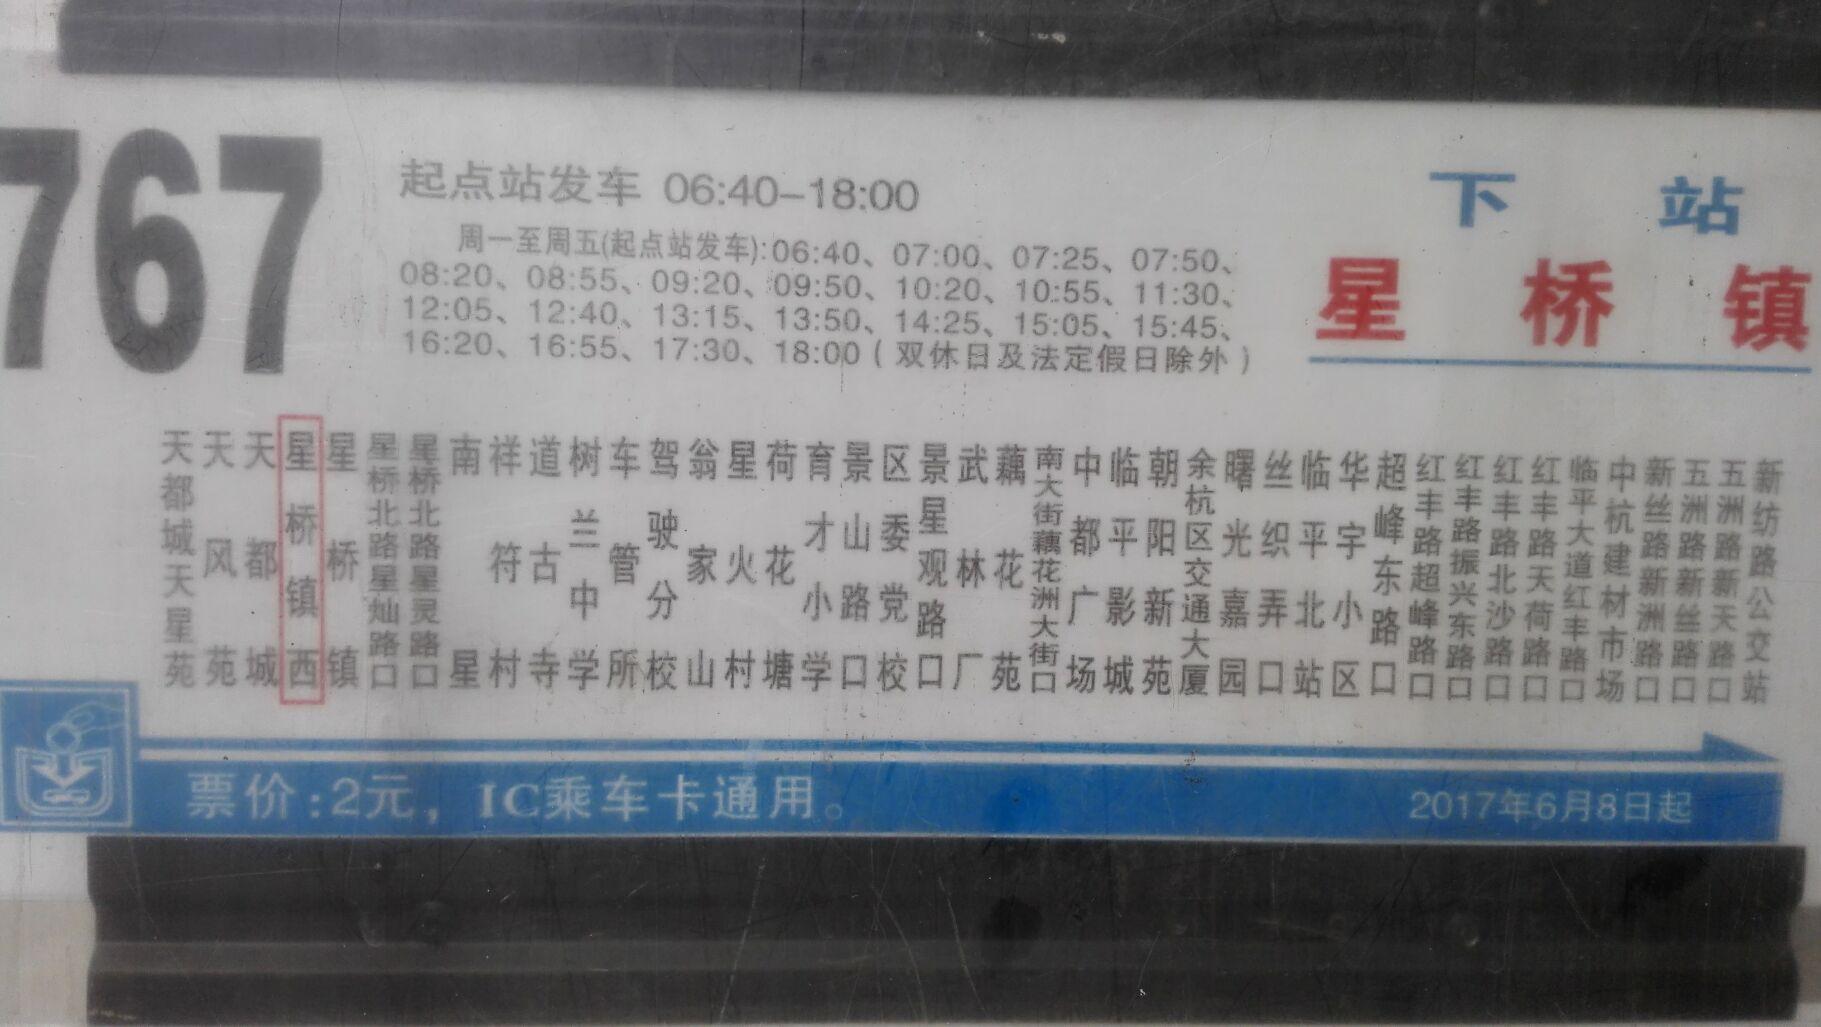 767
起点站发车 06:40-18:00
周一至周五(起点站发车):06:40、07:00、07:25、07:50、
08:20、08:55、09:20、09:50、10:20、10:55、11:30、
12:05、12:40、13:15、13:50、14:25、15:05、15:45、
16:20、16:55、17:30、18:00(双休日及法定假日除外)
下站
星桥镇
天都城天星苑
天风苑
天都城
星桥镇西
星桥镇
星桥北路星灿路口
星桥北路星灵路口
南星
祥符村
道古寺
树兰中学
车管所
驾驶分校
翁家山
星火村
荷花塘
育才小学
景山路口
区委党校
景星观路口
武林厂
藕花苑
南大街藕花洲大街口
中都广场
临平影城
朝阳新苑
余杭区交通大厦
曙光嘉园
丝织弄口
临平北站
华宇小区
超峰东路口
红丰路超峰路口
红丰路振兴东路口
红丰路北沙路口
红丰路天荷路口
临平大道红丰路口
中杭建材市场
新丝路新洲路口
五洲路新丝路口
五洲路新天路口
新纺路公交站
票价:2元，IC乘车卡通用。
2017年6月8日起